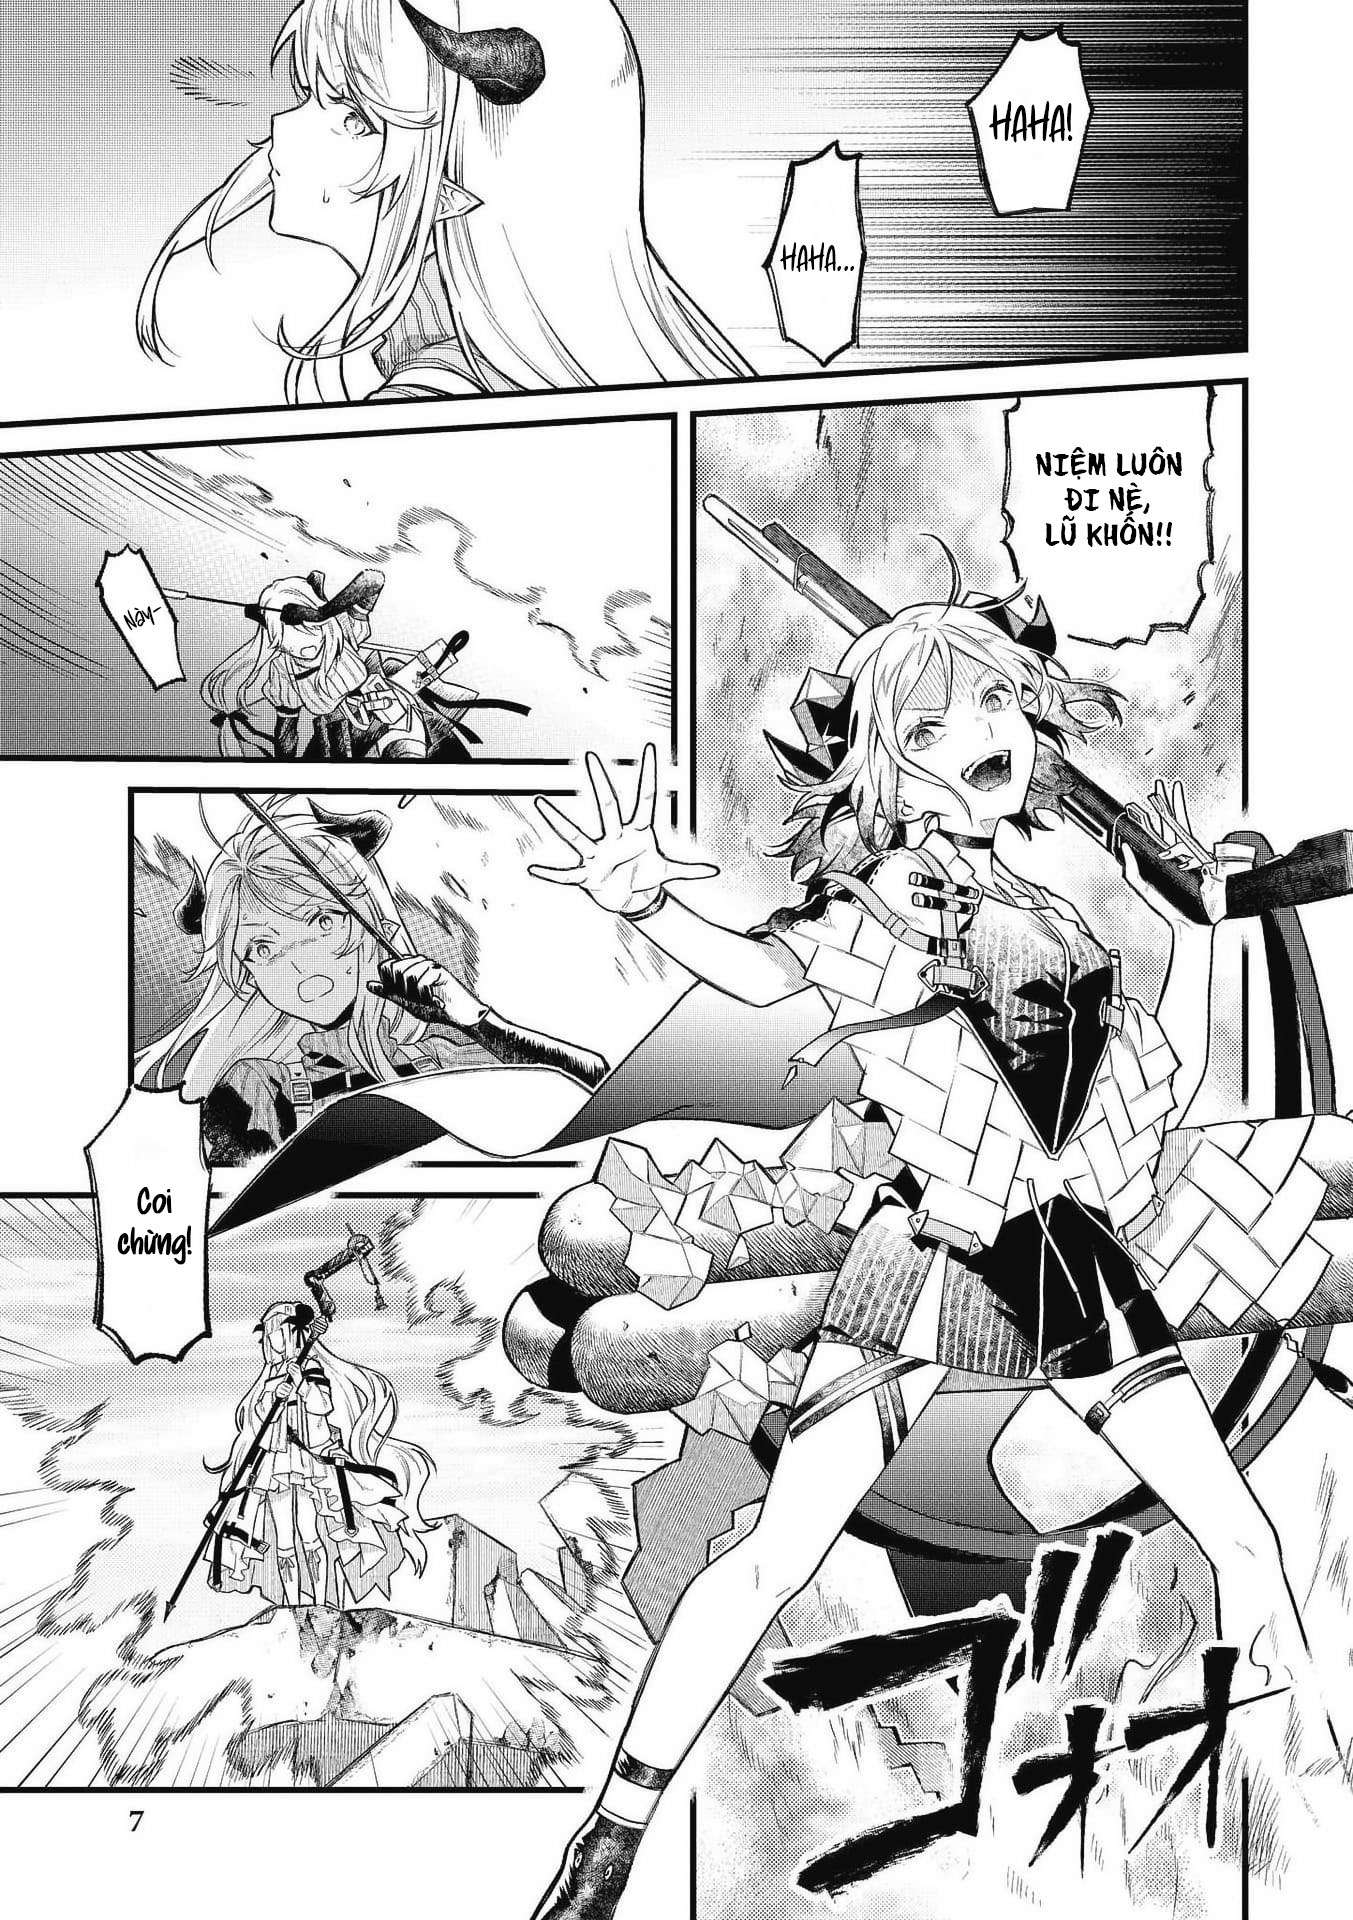 HAHA!
HAHA...
NIỆM LUÔN
ĐI NÈ,
LŨ KHỐN!!
Này-
Coi
chừng!
ゴオオ
7